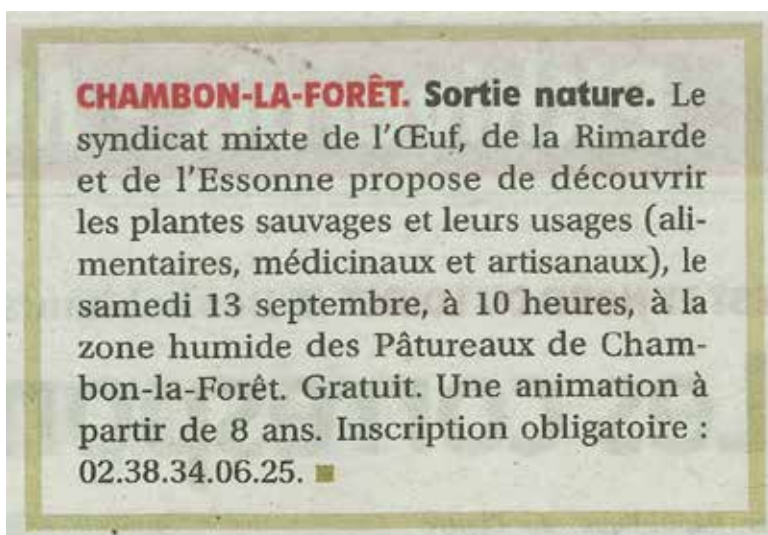 CHAMBON-LA-FORÊT. Sortie nature. Le
syndicat mixte de l'Œuf, de la Rimarde
et de l'Essonne propose de découvrir
les plantes sauvages et leurs usages (ali-
mentaires, médicinaux et artisanaux), le
samedi 13 septembre, à 10 heures, à la
zone humide des Pâtureaux de Cham-
bon-la-Forêt. Gratuit. Une animation à
partir de 8 ans. Inscription obligatoire :
02.38.34.06.25.